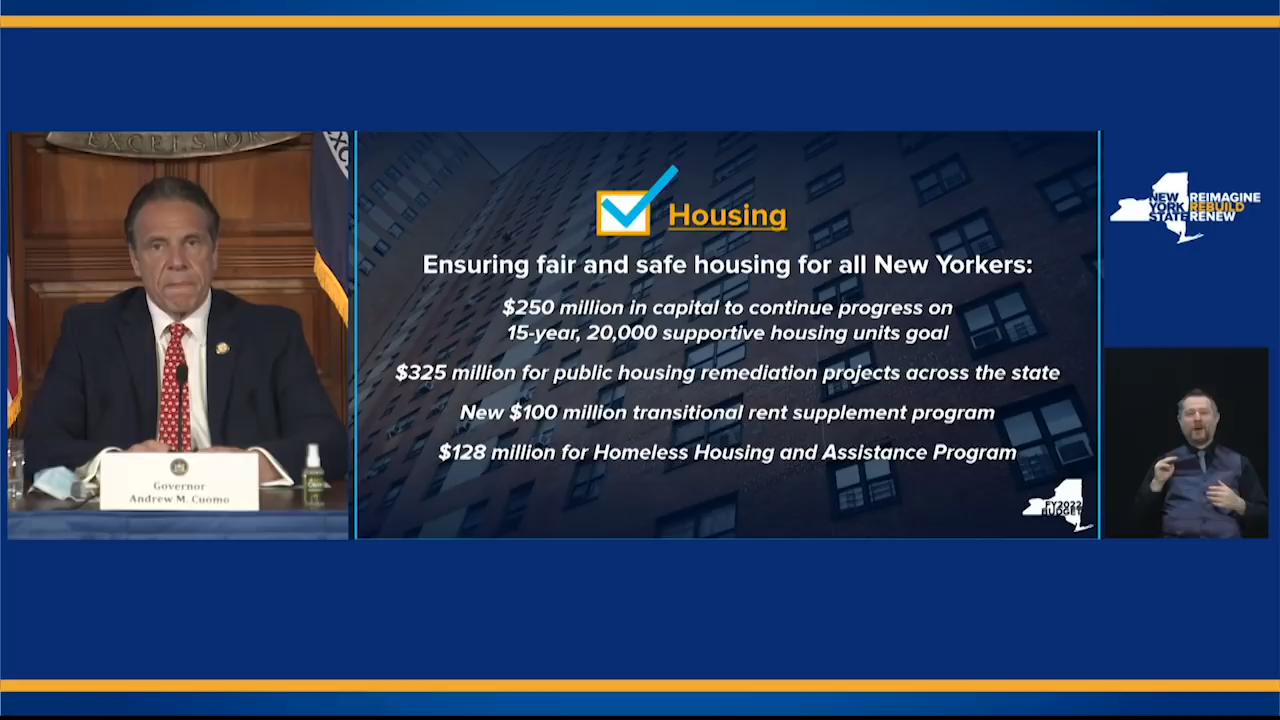 EXCELSIOR
EXC
Governor
Andrew M. Cuomo
Housing
Ensuring fair and safe housing for all New Yorkers:
$250 million in capital to continue progress on
15-year, 20,000 supportive housing units goal
$325 million for public housing remediation projects across the state
New $100 million transitional rent supplement program
$128 million for Homeless Housing and Assistance Program
FY2022
BUDGET
NEW
YORK
STATE
REIMAGINE
REBUILD
RENEW